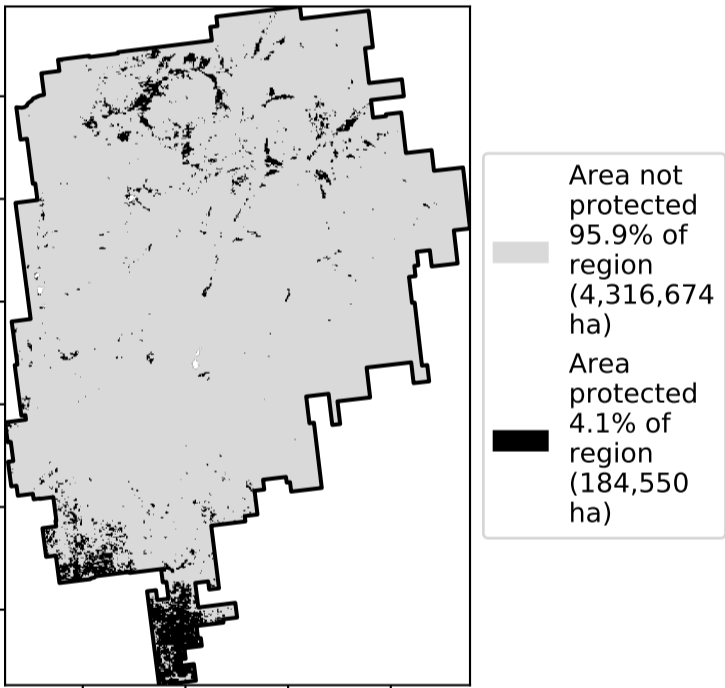 Area not
protected
95.9% of
region
(4,316,674
ha)
Area
protected
4.1% of
region
(184,550
ha)